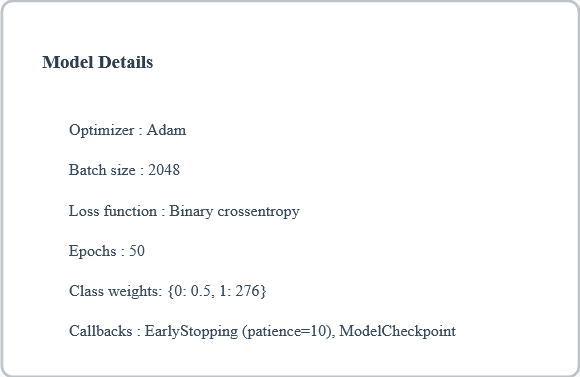 Model Details
Optimizer : Adam
Batch size : 2048
Loss function : Binary crossentropy
Epochs : 50
Class weights: {0: 0.5, 1: 276}
Callbacks : EarlyStopping (patience=10), ModelCheckpoint